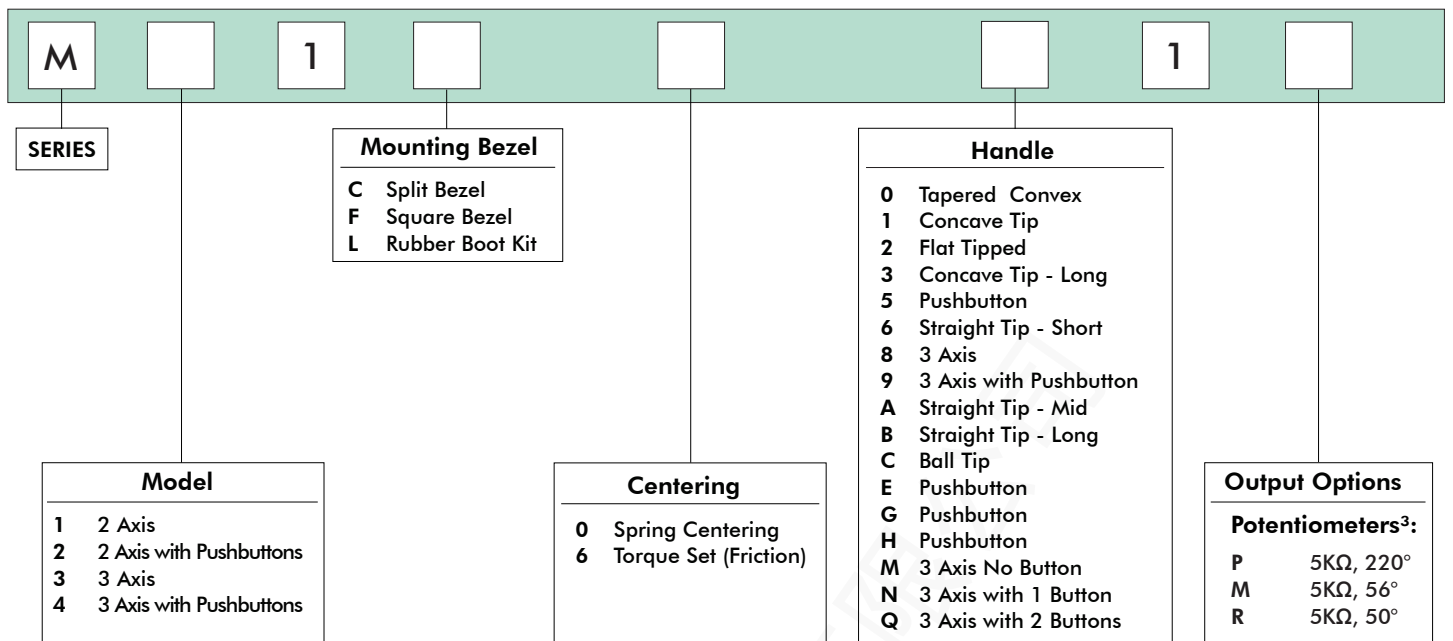 M 1 1
SERIES
Mounting Bezel
C Split Bezel
F Square Bezel
L Rubber Boot Kit
Handle
0 Tapered Convex
1 Concave Tip
2 Flat Tipped
3 Concave Tip - Long
5 Pushbutton
6 Straight Tip - Short
8 3 Axis
9 3 Axis with Pushbutton
A Straight Tip - Mid
B Straight Tip - Long
C Ball Tip
E Pushbutton
G Pushbutton
H Pushbutton
M 3 Axis No Button
N 3 Axis with 1 Button
Q 3 Axis with 2 Buttons
Model
1 2 Axis
2 2 Axis with Pushbuttons
3 3 Axis
4 3 Axis with Pushbuttons
Centering
0 Spring Centering
6 Torque Set (Friction)
Output Options
Potentiometers³:
P 5KΩ, 220°
M 5KΩ, 56°
R 5KΩ, 50°